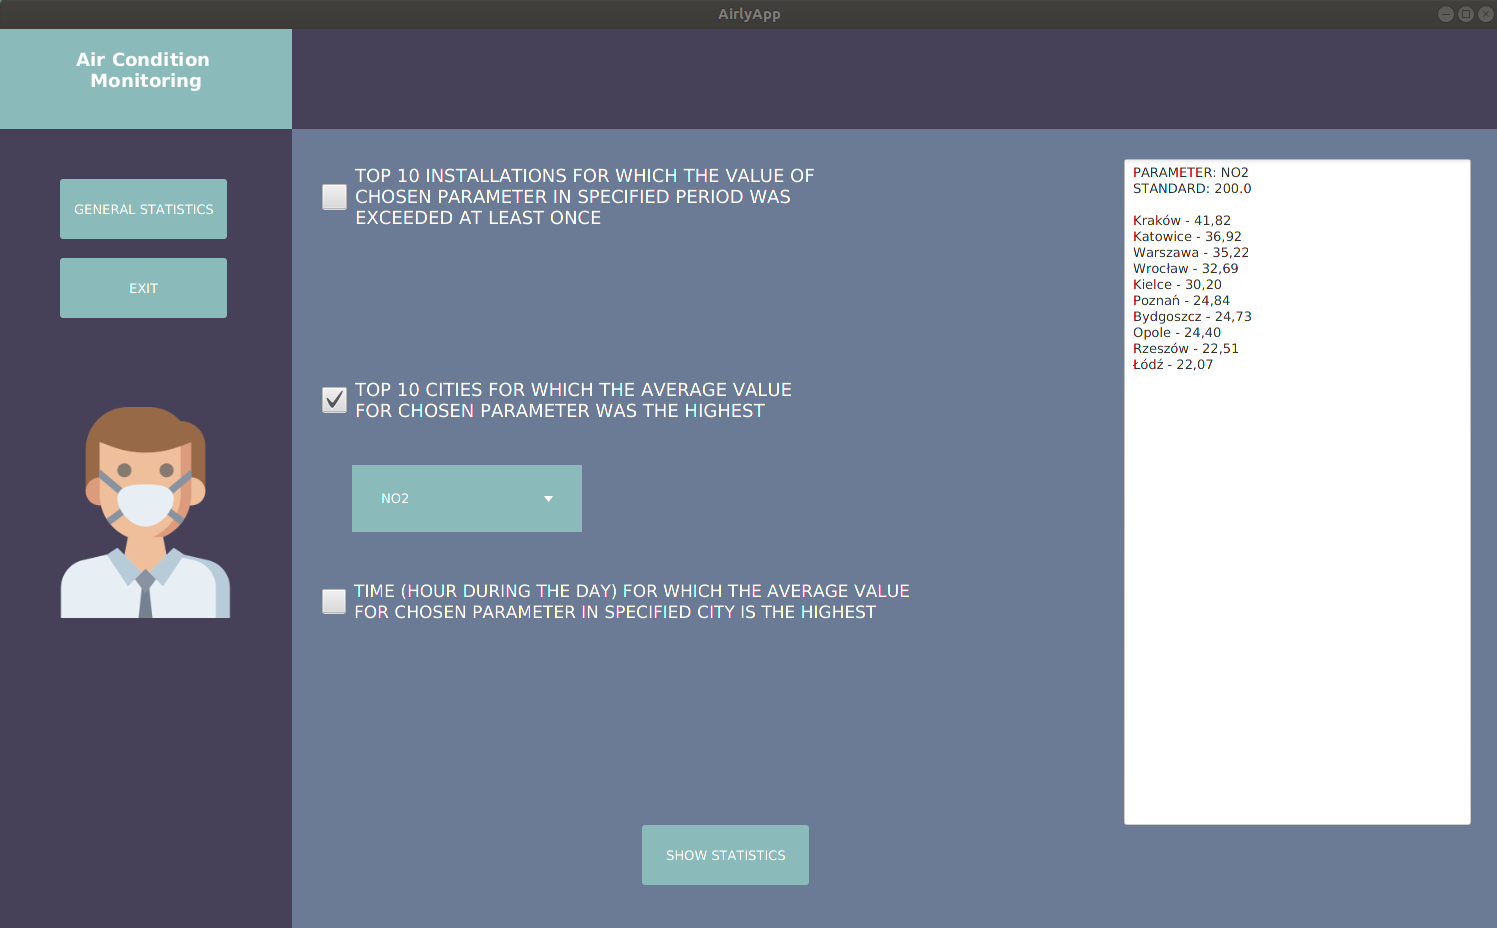 AirlyApp
Air Condition
Monitoring
GENERAL STATISTICS
EXIT
TOP 10 INSTALLATIONS FOR WHICH THE VALUE OF
CHOSEN PARAMETER IN SPECIFIED PERIOD WAS
EXCEEDED AT LEAST ONCE
TOP 10 CITIES FOR WHICH THE AVERAGE VALUE
FOR CHOSEN PARAMETER WAS THE HIGHEST
NO2
TIME (HOUR DURING THE DAY) FOR WHICH THE AVERAGE VALUE
FOR CHOSEN PARAMETER IN SPECIFIED CITY IS THE HIGHEST
SHOW STATISTICS
PARAMETER: NO2
STANDARD: 200.0
Kraków - 41,82
Katowice - 36,92
Warszawa - 35,22
Wrocław - 32,69
Kielce - 30,20
Poznań - 24,84
Bydgoszcz - 24,73
Opole - 24,40
Rzeszów - 22,51
Łódź - 22,07